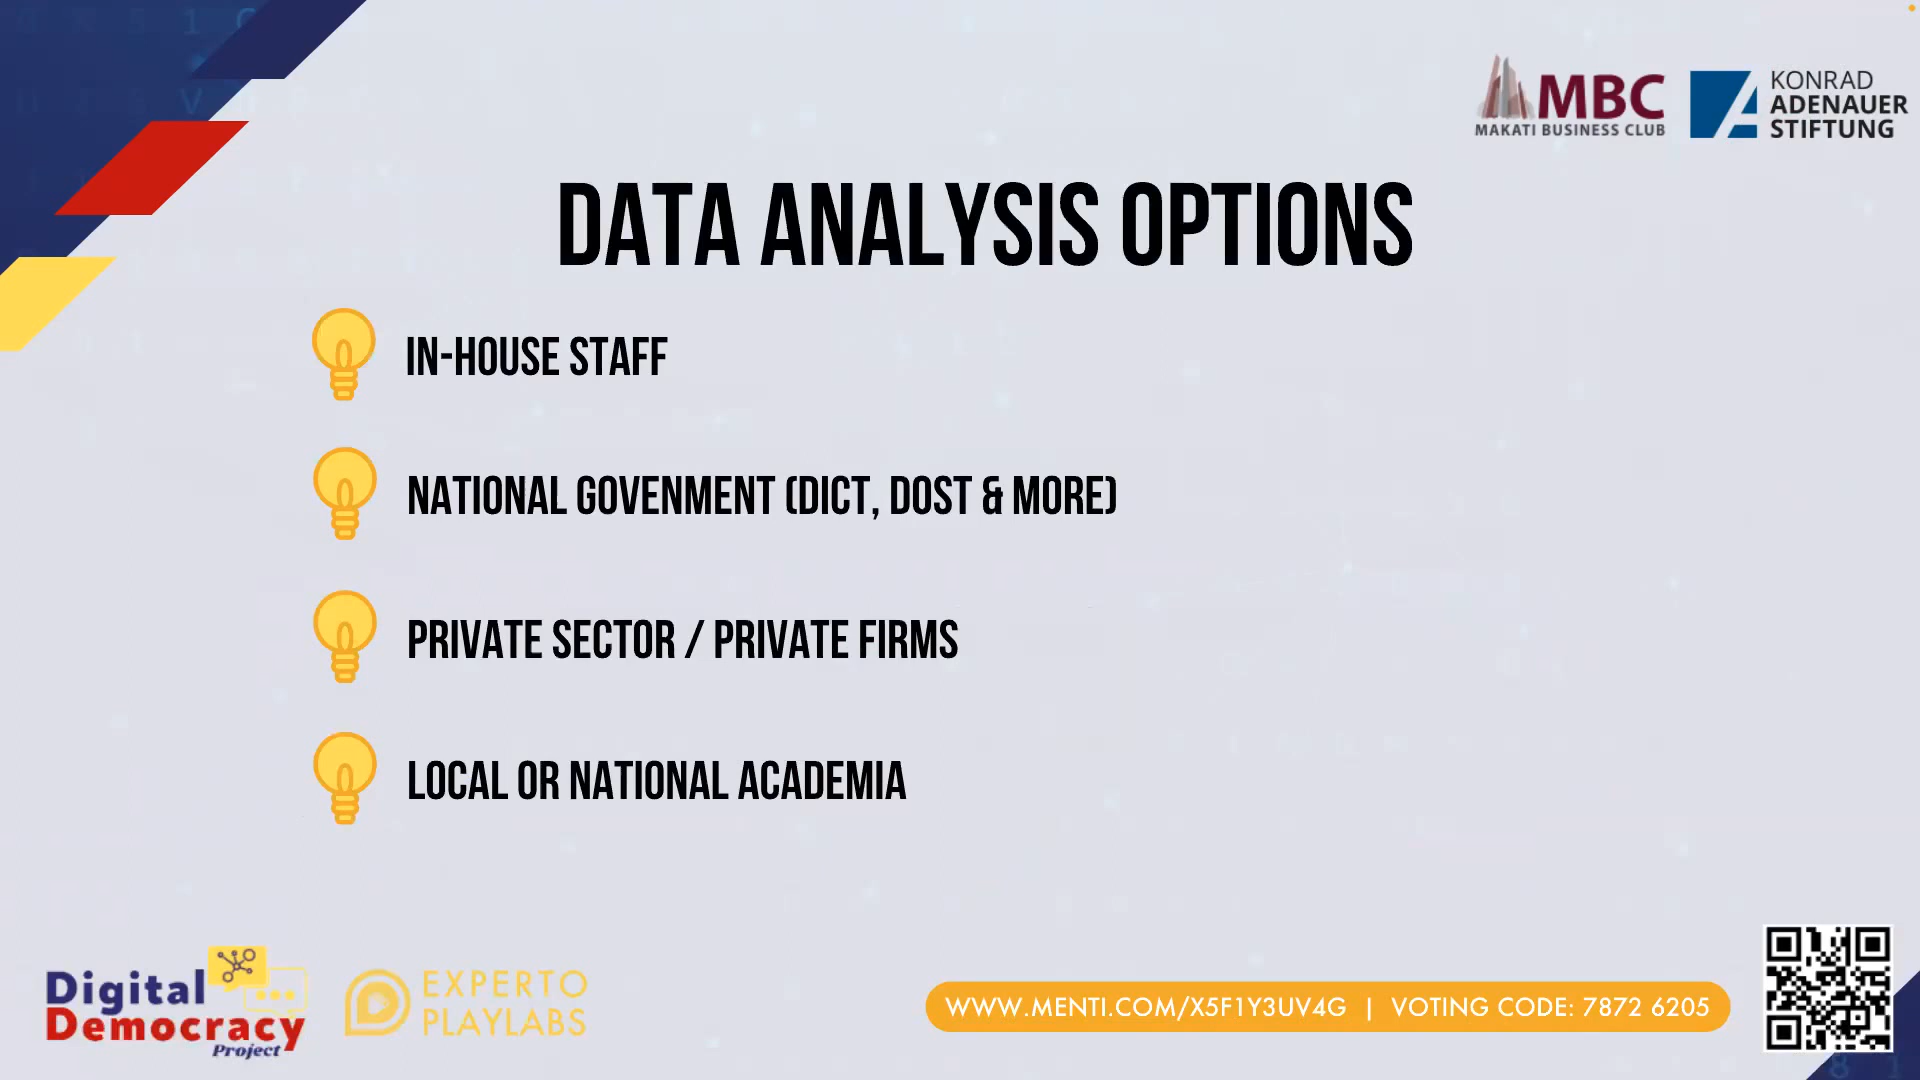 MBC
MAKATI BUSINESS CLUB
KONRAD
ADENAUER
STIFTUNG
DATA ANALYSIS OPTIONS
IN-HOUSE STAFF
NATIONAL GOVENMENT (DICT, DOST & MORE)
PRIVATE SECTOR / PRIVATE FIRMS
LOCAL OR NATIONAL ACADEMIA
Digital
Democracy
Project
EXPERTO
PLAYLABS
WWW.MENTI.COM/X5F1Y3UV4G | VOTING CODE: 7872 6205